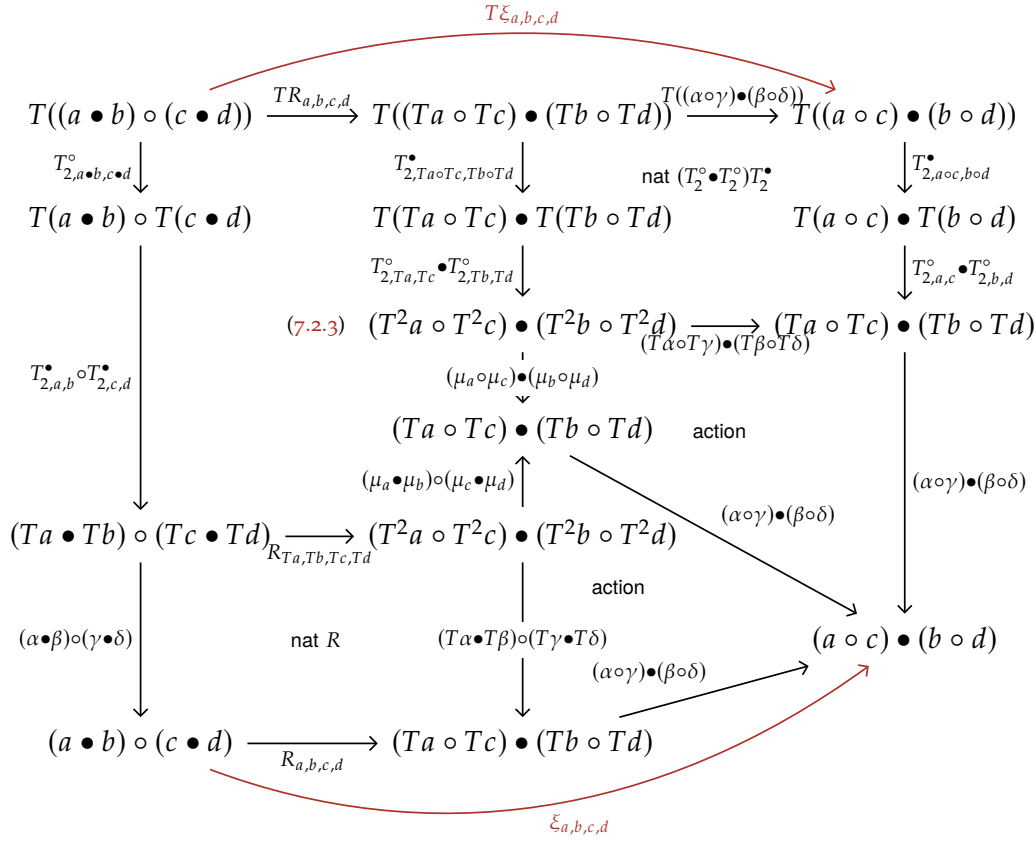 Tξ_{a,b,c,d}
TR_{a,b,c,d} T((α∘γ)•(β∘δ))
T((a • b) ∘ (c • d)) T((Ta ∘ Tc) • (Tb ∘ Td)) T((a ∘ c) • (b ∘ d))
T^∘_{2,a•b,c•d} T^•_{2,Ta∘Tc,Tb∘Td} nat (T_2^∘•T_2^∘)T_2^• T^•_{2,a∘c,b∘d}
T(a • b) ∘ T(c • d) T(Ta ∘ Tc) • T(Tb ∘ Td) T(a ∘ c) • T(b ∘ d)
T^∘_{2,Ta,Tc}•T^∘_{2,Tb,Td} T^∘_{2,a,c}•T^∘_{2,b,d}
(7.2.3) (T²a ∘ T²c) • (T²b ∘ T²d) (Ta ∘ Tc) • (Tb ∘ Td)
(Tα∘Tγ)•(Tβ∘Tδ)
T^•_{2,a,b}∘T^•_{2,c,d} (μ_a∘μ_c)•(μ_b∘μ_d)
(Ta ∘ Tc) • (Tb ∘ Td) action
(μ_a•μ_b)∘(μ_c•μ_d) (α∘γ)•(β∘δ)
(α∘γ)•(β∘δ)
(Ta • Tb) ∘ (Tc • Td) (T²a ∘ T²c) • (T²b ∘ T²d)
R_{Ta,Tb,Tc,Td}
action
(α•β)∘(γ•δ) nat R (Tα•Tβ)∘(Tγ•Tδ) (a ∘ c) • (b ∘ d)
(α∘γ)•(β∘δ)
(a • b) ∘ (c • d) (Ta ∘ Tc) • (Tb ∘ Td)
R_{a,b,c,d}
ξ_{a,b,c,d}